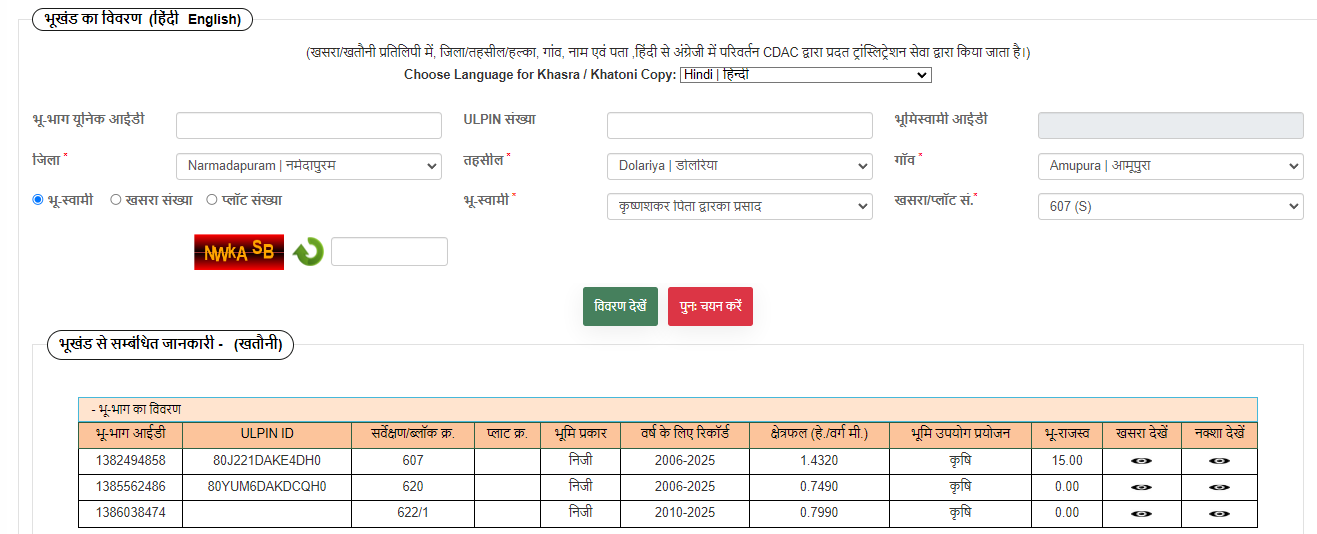 भूखंड का विवरण (हिंदी English)
(खसरा/खतौनी प्रतिलिपी में, जिला/तहसील/हल्का, गांव, नाम एवं पता ,हिंदी से अंग्रेजी में परिवर्तन CDAC द्वारा प्रदत ट्रांस्लिट्रेशन सेवा द्वारा किया जाता है।)
Choose Language for Khasra / Khatoni Copy: Hindi | हिन्दी
भू-भाग यूनिक आईडी ULPIN संख्या भूमिस्वामी आईडी
जिला * Narmadapuram | नर्मदापुरम तहसील * Dolariya | डोलरिया गाँव * Amupura | आमूपुरा
भू-स्वामी खसरा संख्या प्लॉट संख्या भू-स्वामी * कृष्णशंकर पिता द्वारका प्रसाद खसरा/प्लॉट सं.* 607 (S)
NWkA SB
विवरण देखें पुनः चयन करें
भूखंड से सम्बंधित जानकारी - (खतौनी)
- भू-भाग का विवरण
भू-भाग आईडी ULPIN ID सर्वेक्षण/ब्लॉक क्र. प्लाट क्र. भूमि प्रकार वर्ष के लिए रिकॉर्ड क्षेत्रफल (हे./वर्ग मी.) भूमि उपयोग प्रयोजन भू-राजस्व खसरा देखें नक्शा देखें
1382494858 80J221DAKE4DH0 607 निजी 2006-2025 1.4320 कृषि 15.00
1385562486 80YUM6DAKDCQH0 620 निजी 2006-2025 0.7490 कृषि 0.00
1386038474 622/1 निजी 2010-2025 0.7990 कृषि 0.00